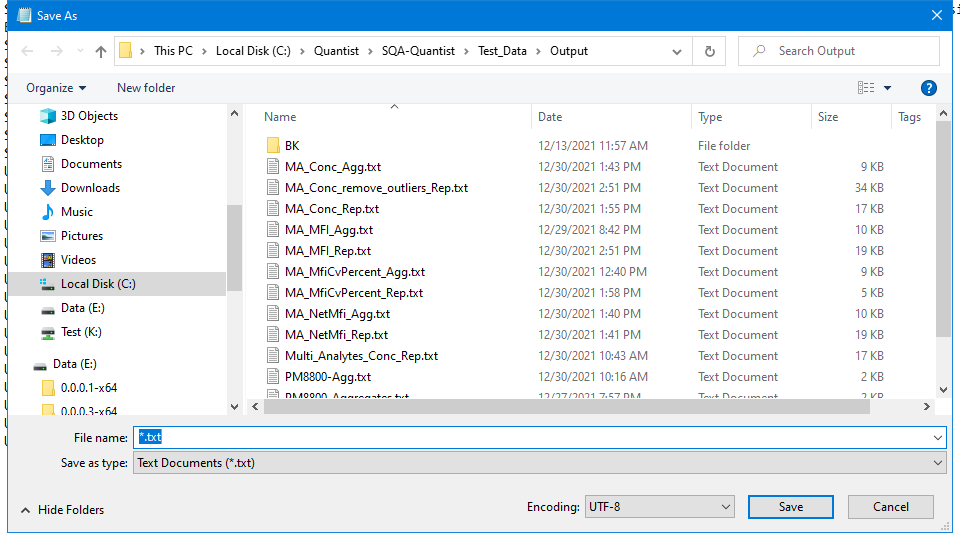 Save As
This PC > Local Disk (C:) > Quantist > SQA-Quantist > Test_Data > Output
Search Output
Organize New folder
Name Date Type Size Tags
3D Objects
Desktop
Documents
Downloads
Music
Pictures
Videos
Local Disk (C:)
Data (E:)
Test (K:)
Data (E:)
0.0.0.1-x64
0.0.0.3-x64
BK 12/13/2021 11:57 AM File folder
MA_Conc_Agg.txt 12/30/2021 1:43 PM Text Document 9 KB
MA_Conc_remove_outliers_Rep.txt 12/30/2021 2:51 PM Text Document 34 KB
MA_Conc_Rep.txt 12/30/2021 1:55 PM Text Document 17 KB
MA_MFI_Agg.txt 12/29/2021 8:42 PM Text Document 10 KB
MA_MFI_Rep.txt 12/30/2021 2:51 PM Text Document 19 KB
MA_MfiCvPercent_Agg.txt 12/30/2021 12:40 PM Text Document 9 KB
MA_MfiCvPercent_Rep.txt 12/30/2021 1:58 PM Text Document 5 KB
MA_NetMfi_Agg.txt 12/30/2021 1:40 PM Text Document 10 KB
MA_NetMfi_Rep.txt 12/30/2021 1:41 PM Text Document 19 KB
Multi_Analytes_Conc_Rep.txt 12/30/2021 10:43 AM Text Document 17 KB
PM8800-Agg.txt 12/30/2021 10:16 AM Text Document 2 KB
PM8800-Aggregates.txt 12/27/2021 7:57 PM Text Document 2 KB
File name: *.txt
Save as type: Text Documents (*.txt)
Hide Folders
Encoding: UTF-8 Save Cancel